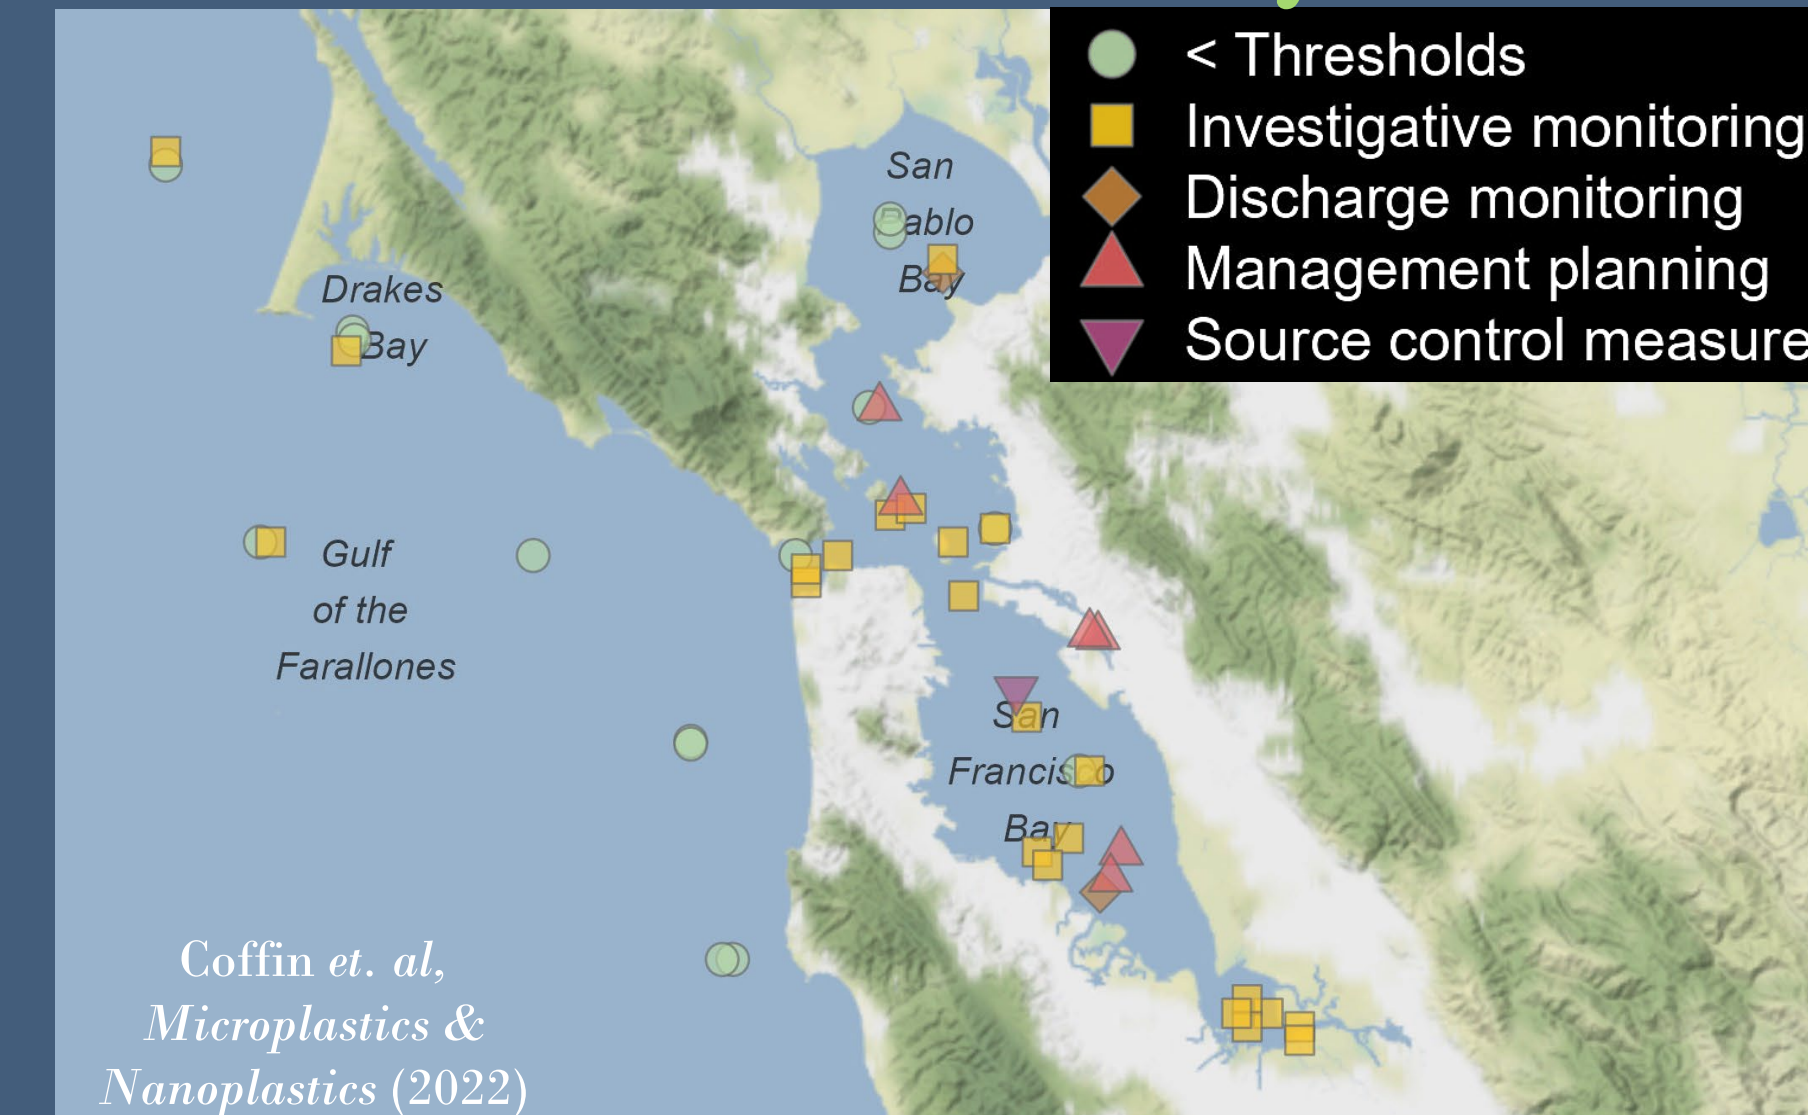 < Thresholds
Investigative monitoring
Discharge monitoring
Management planning
Source control measure
San
Pablo
Bay
Drakes
Bay
Gulf
of the
Farallones
San
Francisco
Bay
Coffin et. al,
Microplastics &
Nanoplastics (2022)